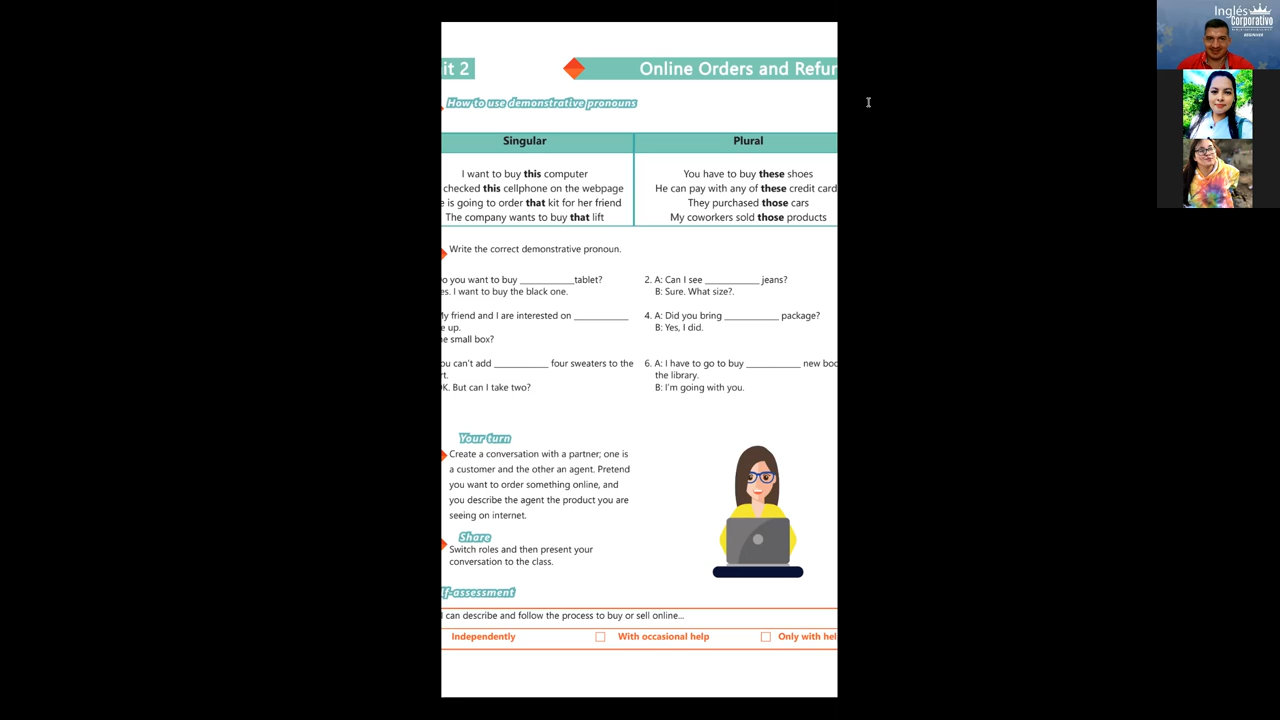 it 2
Online Orders and Refun
How to use demonstrative pronouns
Singular
Plural
I want to buy this computer
checked this cellphone on the webpage
e is going to order that kit for her friend
The company wants to buy that lift
You have to buy these shoes
He can pay with any of these credit card
They purchased those cars
My coworkers sold those products
Write the correct demonstrative pronoun.
o you want to buy ___________tablet?
es. I want to buy the black one.
2. A: Can I see ___________ jeans?
B: Sure. What size?.
My friend and I are interested on ___________
e up.
e small box?
4. A: Did you bring ___________ package?
B: Yes, I did.
ou can't add ___________ four sweaters to the
rt.
K. But can I take two?
6. A: I have to go to buy ___________ new boo
the library.
B: I'm going with you.
Your turn
Create a conversation with a partner; one is
a customer and the other an agent. Pretend
you want to order something online, and
you describe the agent the product you are
seeing on internet.
Share
Switch roles and then present your
conversation to the class.
lf-assessment
I can describe and follow the process to buy or sell online...
Independently
With occasional help
Only with hel
Inglés
Corporativo
BEGINNER